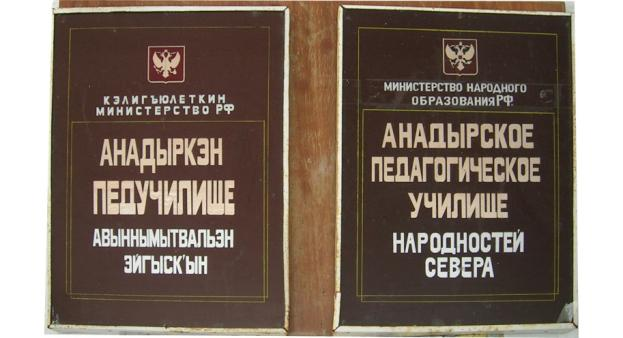 КЭЛИГЪЮЛЕТКИН
МИНИСТЕРСТВО РФ
АНАДЫРКЭН
ПЕДУЧИЛИЩЕ
АВЫННЫМЫТВАЛЬЭН
ЭЙГЫСК'ЫН
МИНИСТЕРСТВО НАРОДНОГО
ОБРАЗОВАНИЯ РФ.
АНАДЫРСКОЕ
ПЕДАГОГИЧЕСКОЕ
УЧИЛИЩЕ
НАРОДНОСТЕЙ
СЕВЕРА